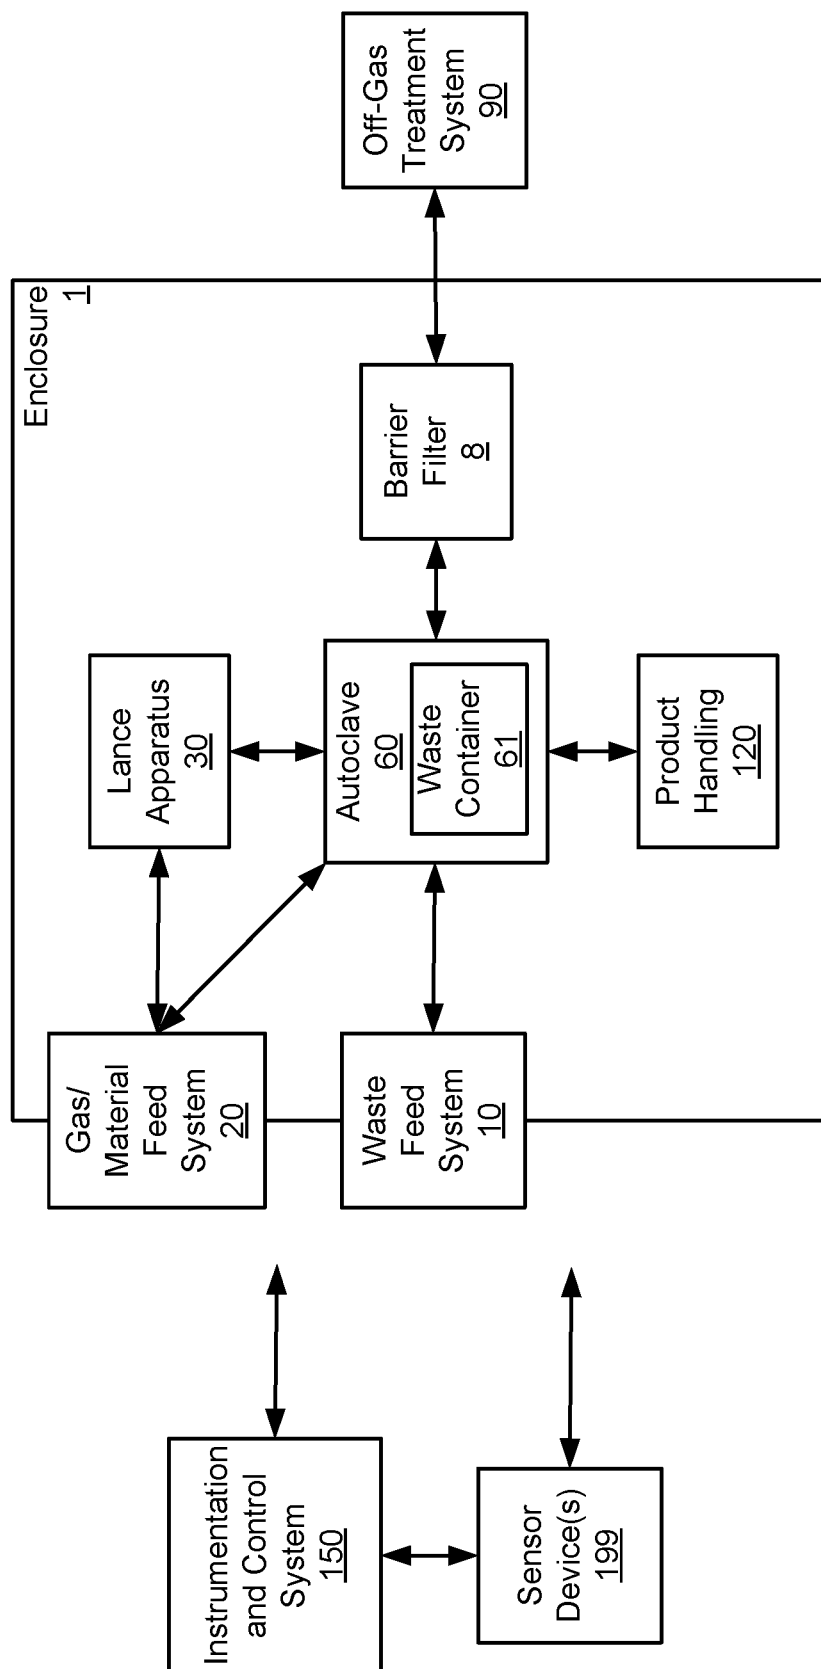 Enclosure
1
Gas/
Material
Feed
System
20
Lance
Apparatus
30
Waste
Feed
System
10
Autoclave
60
Waste
Container
61
Barrier
Filter
8
Off-Gas
Treatment
System
90
Product
Handling
120
Instrumentation
and Control
System
150
Sensor
Device(s)
199